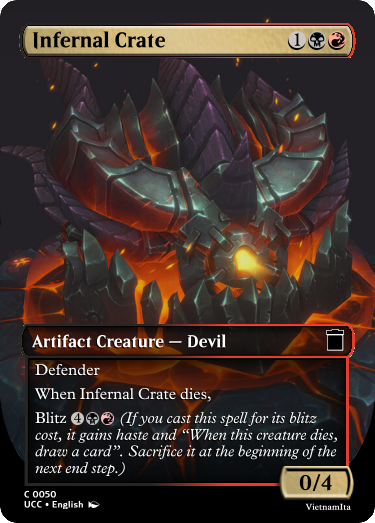 Infernal Crate 1
Artifact Creature — Devil
Defender
When Infernal Crate dies,
Blitz 4 (If you cast this spell for its blitz
cost, it gains haste and “When this creature dies,
draw a card”. Sacrifice it at the beginning of the
next end step.)
0/4
C 0050
UCC • English
VietnamIta